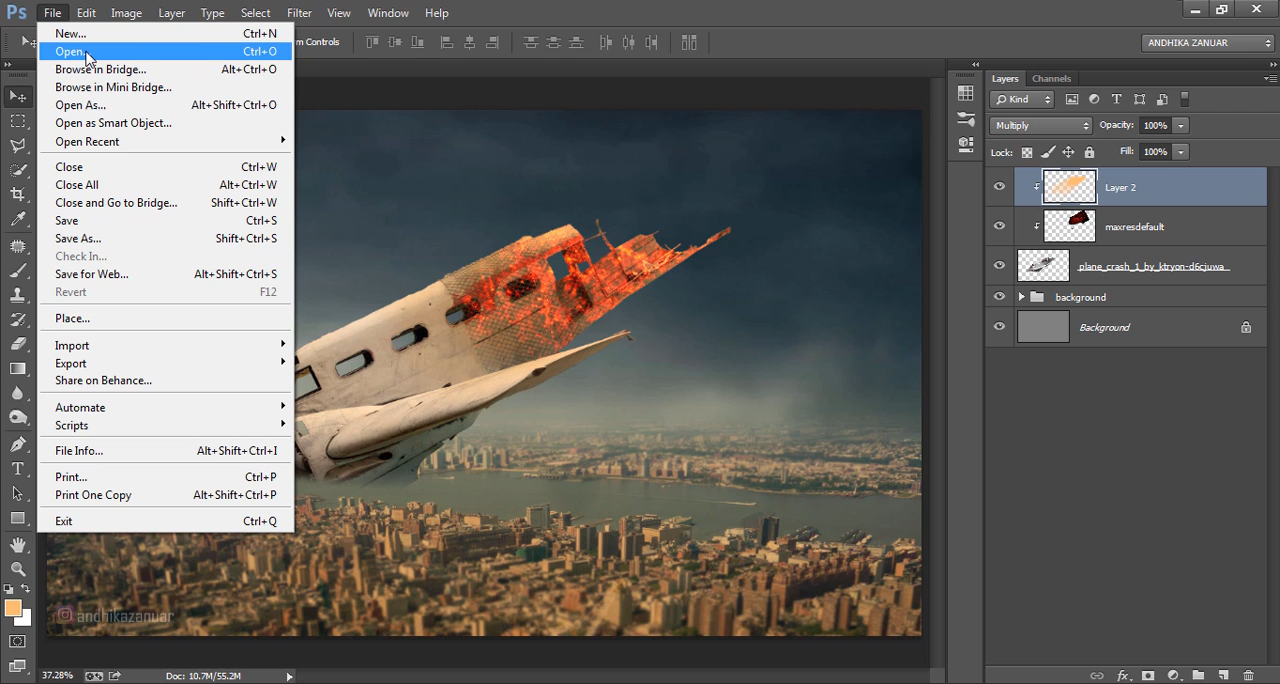 Ps File Edit Image Layer Type Select Filter View Window Help
m Controls
ANDHIKA ZANUAR
New... Ctrl+N
Open... Ctrl+O
Browse in Bridge... Alt+Ctrl+O
Browse in Mini Bridge...
Open As... Alt+Shift+Ctrl+O
Open as Smart Object...
Open Recent
Close Ctrl+W
Close All Alt+Ctrl+W
Close and Go to Bridge... Shift+Ctrl+W
Save Ctrl+S
Save As... Shift+Ctrl+S
Check In...
Save for Web... Alt+Shift+Ctrl+S
Revert F12
Place...
Import
Export
Share on Behance...
Automate
Scripts
File Info... Alt+Shift+Ctrl+I
Print... Ctrl+P
Print One Copy Alt+Shift+Ctrl+P
Exit Ctrl+Q
andhikazanuar
37.28% Doc: 10.7M/55.2M
Layers Channels
Kind
Multiply Opacity: 100%
Lock: Fill: 100%
Layer 2
maxresdefault
plane_crash_1_by_ktryon-d6cjuwa
background
Background
fx